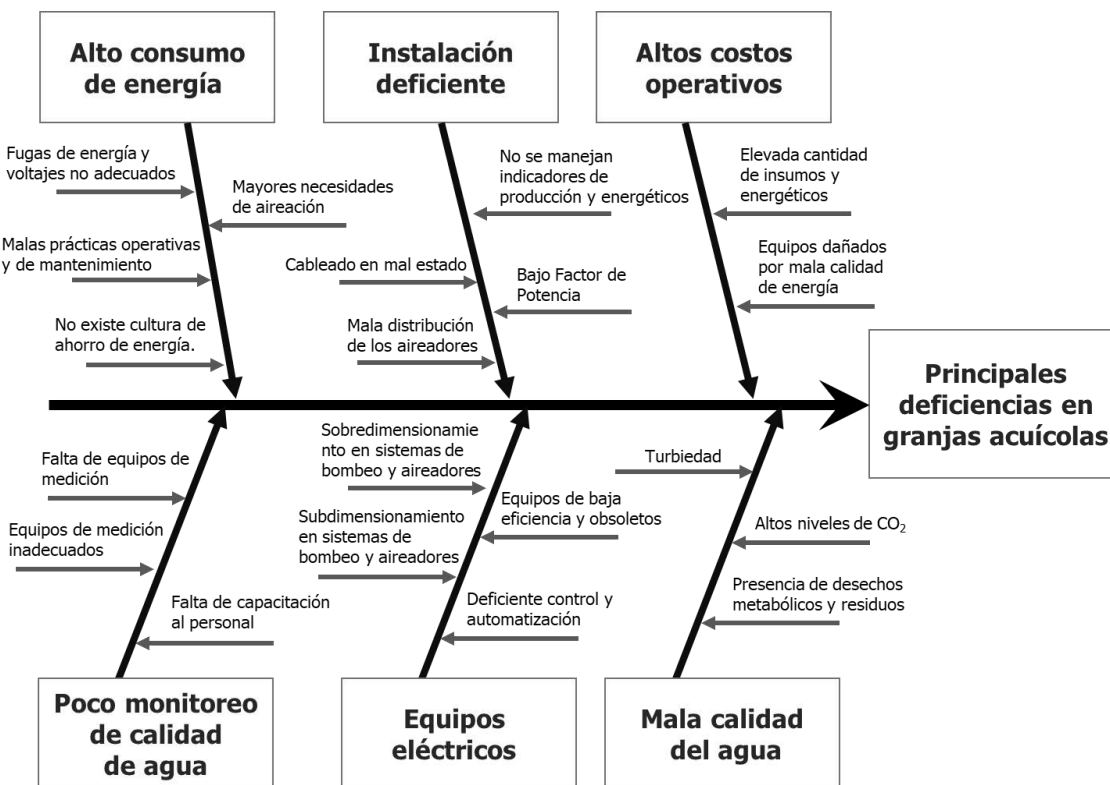 Alto consumo
de energía
Instalación
deficiente
Altos costos
operativos
Fugas de energía y
voltajes no adecuados
Mayores necesidades
de aireación
Malas prácticas operativas
y de mantenimiento
No existe cultura de
ahorro de energía.
No se manejan
indicadores de
producción y energéticos
Cableado en mal estado
Bajo Factor de
Potencia
Mala distribución
de los aireadores
Elevada cantidad
de insumos y
energéticos
Equipos dañados
por mala calidad
de energía
Principales
deficiencias en
granjas acuícolas
Falta de equipos de
medición
Equipos de medición
inadecuados
Falta de capacitación
al personal
Sobredimensionamie
nto en sistemas de
bombeo y aireadores
Equipos de baja
eficiencia y obsoletos
Subdimensionamiento
en sistemas de
bombeo y aireadores
Deficiente control y
automatización
Turbiedad
Altos niveles de CO₂
Presencia de desechos
metabólicos y residuos
Poco monitoreo
de calidad
de agua
Equipos
eléctricos
Mala calidad
del agua